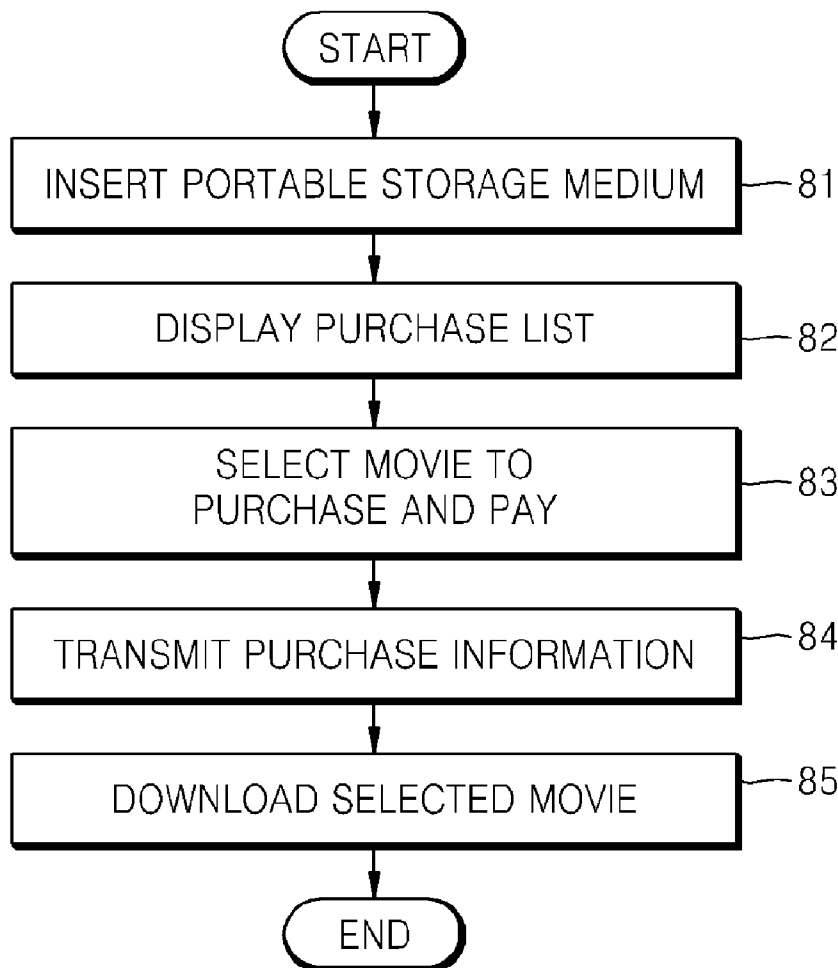 START
INSERT PORTABLE STORAGE MEDIUM
81
DISPLAY PURCHASE LIST
82
SELECT MOVIE TO
PURCHASE AND PAY
83
TRANSMIT PURCHASE INFORMATION
84
DOWNLOAD SELECTED MOVIE
85
END